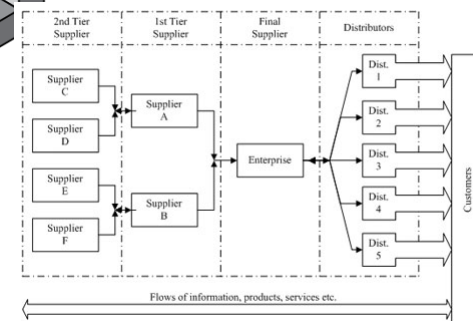 2nd Tier
Supplier
1st Tier
Supplier
Final
Supplier
Distributors
Supplier
C
Supplier
D
Supplier
E
Supplier
F
Supplier
A
Supplier
B
Enterprise
Dist.
1
Dist.
2
Dist.
3
Dist.
4
Dist.
5
Customers
Flows of information, products, services etc.